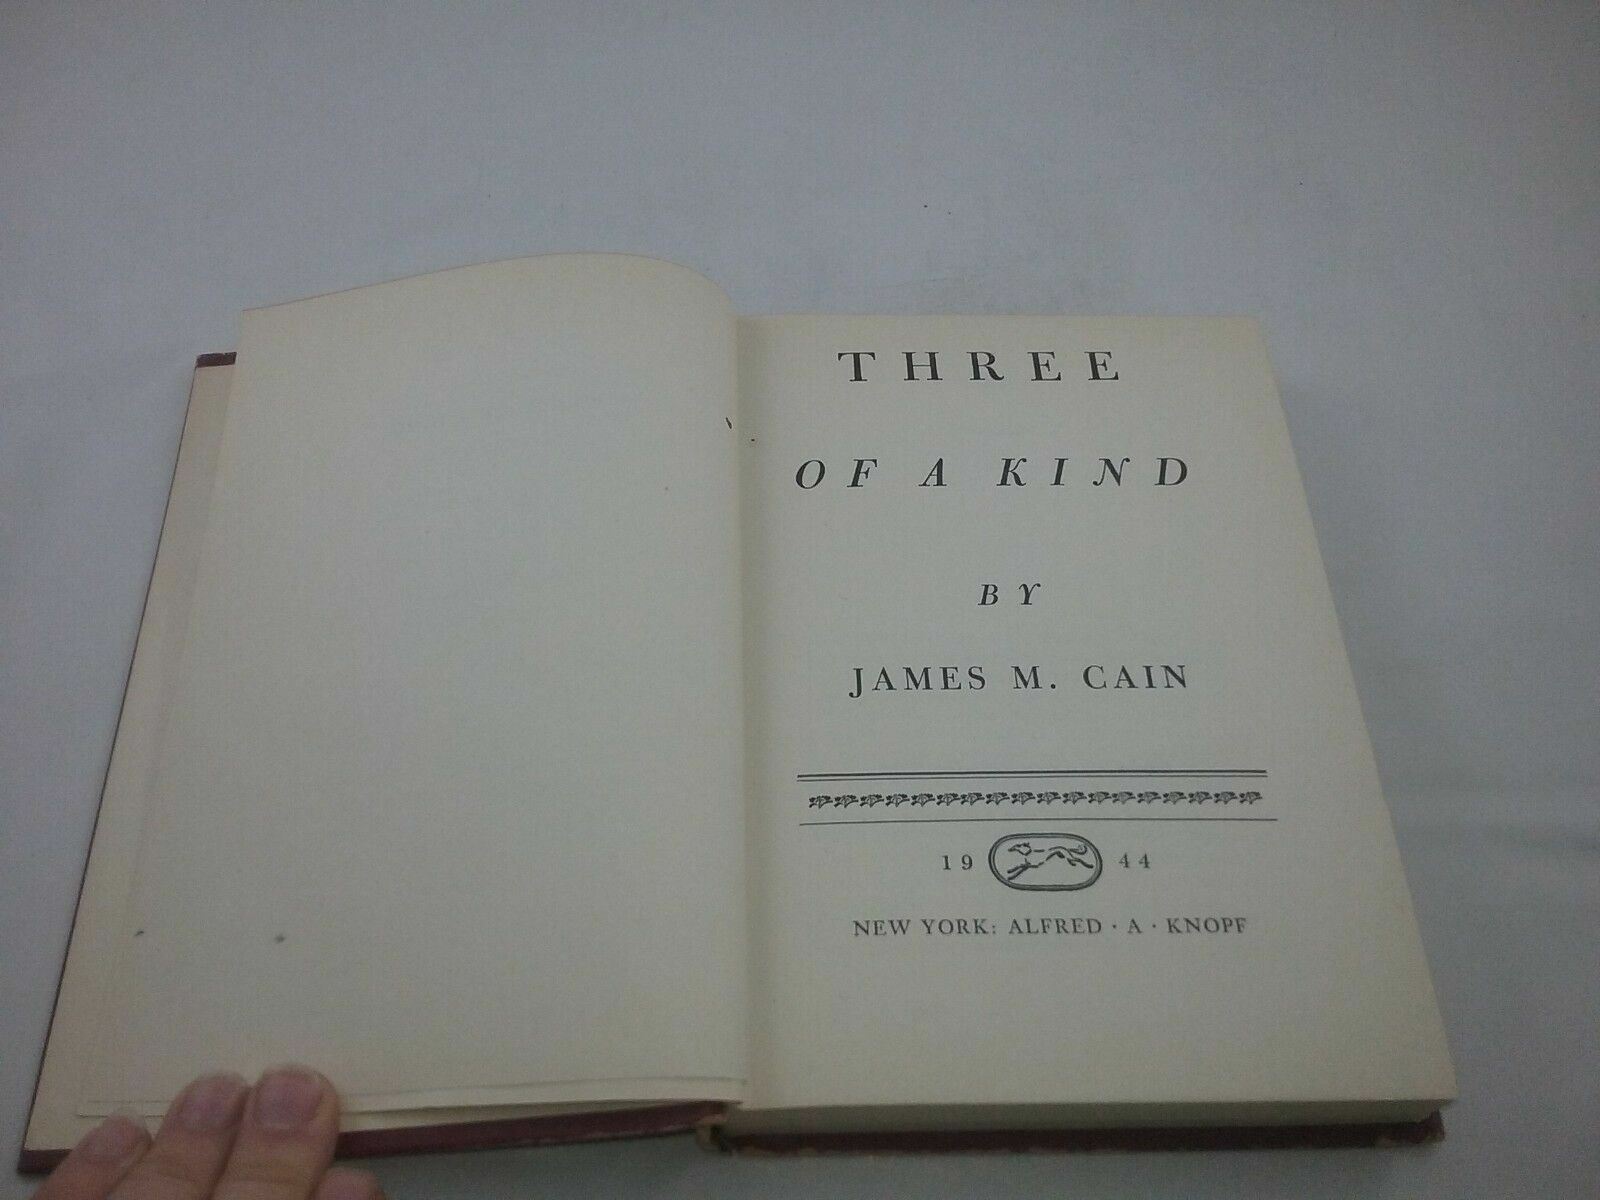 THREE
OF A KIND
BY
JAMES M. CAIN
19 44
NEW YORK: ALFRED · A · KNOPF